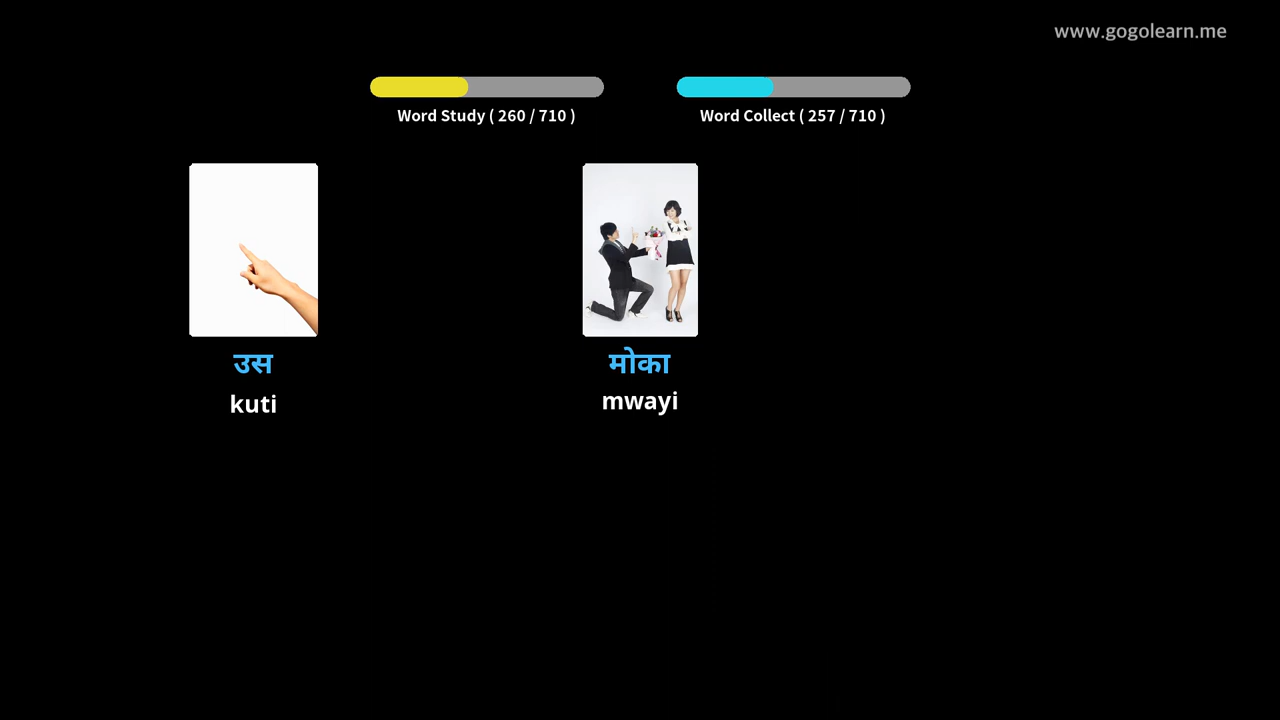 www.gogolearn.me
Word Study ( 260 / 710 )
Word Collect ( 257 / 710 )
उस
kuti
मोका
mwayi